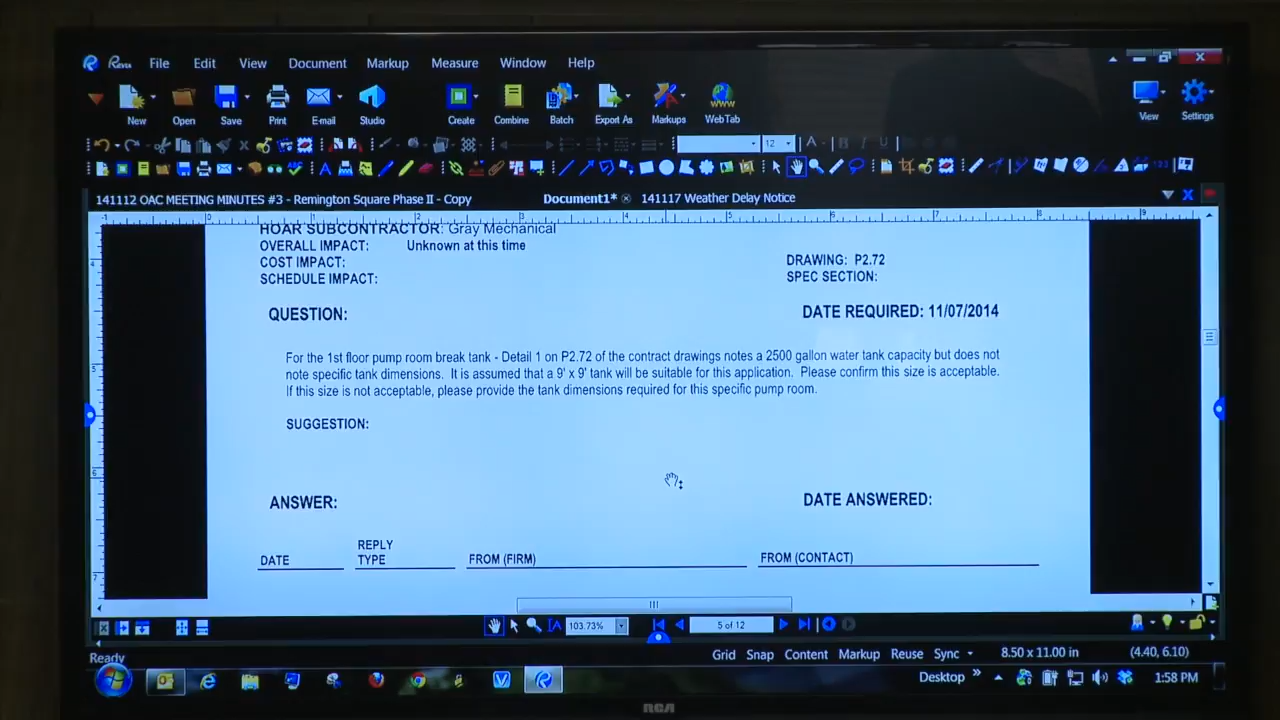 Revu File Edit View Document Markup Measure Window Help
New Open Save Print E-mail Studio Create Combine Batch Export As Markups WebTab View Settings
12
141112 OAC MEETING MINUTES #3 - Remington Square Phase II - Copy Document1* 141117 Weather Delay Notice
HOAR SUBCONTRACTOR: Gray Mechanical
OVERALL IMPACT: Unknown at this time
COST IMPACT: DRAWING: P2.72
SCHEDULE IMPACT: SPEC SECTION:
QUESTION: DATE REQUIRED: 11/07/2014
For the 1st floor pump room break tank - Detail 1 on P2.72 of the contract drawings notes a 2500 gallon water tank capacity but does not
note specific tank dimensions. It is assumed that a 9' x 9' tank will be suitable for this application. Please confirm this size is acceptable.
If this size is not acceptable, please provide the tank dimensions required for this specific pump room.
SUGGESTION:
ANSWER: DATE ANSWERED:
DATE REPLY TYPE FROM (FIRM) FROM (CONTACT)
103.73% 5 of 12
Ready Grid Snap Content Markup Reuse Sync 8.50 x 11.00 in (4.40, 6.10)
Desktop 1:58 PM
RCA